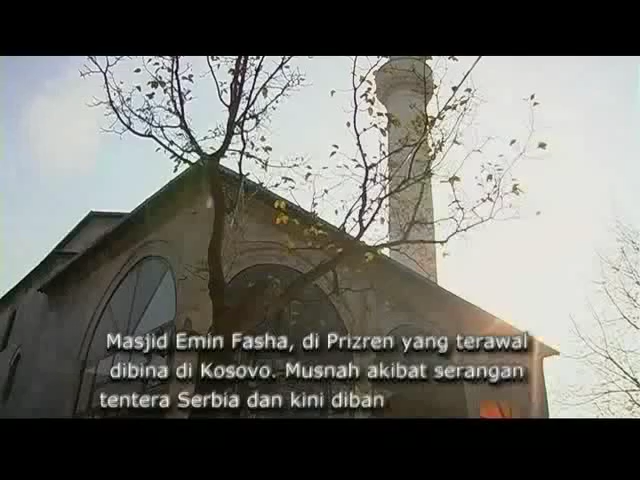 Masjid Emin Fasha, di Prizren yang terawal
dibina di Kosovo. Musnah akibat serangan
tentera Serbia dan kini diban